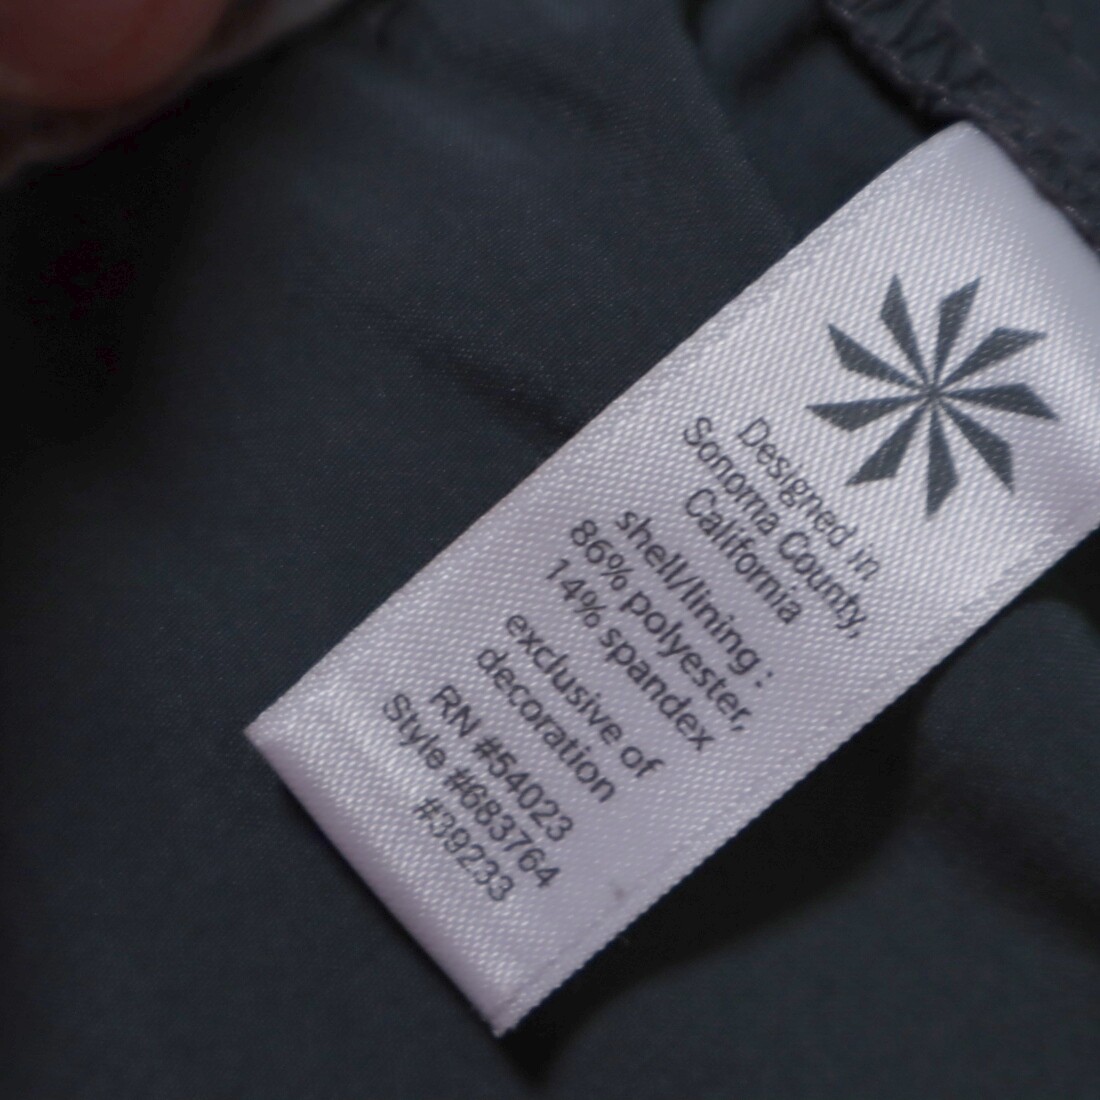 Designed in
Sonoma County,
California
shell/lining :
86% polyester,
14% spandex
exclusive of
decoration
RN #54023
Style #683764
#39233